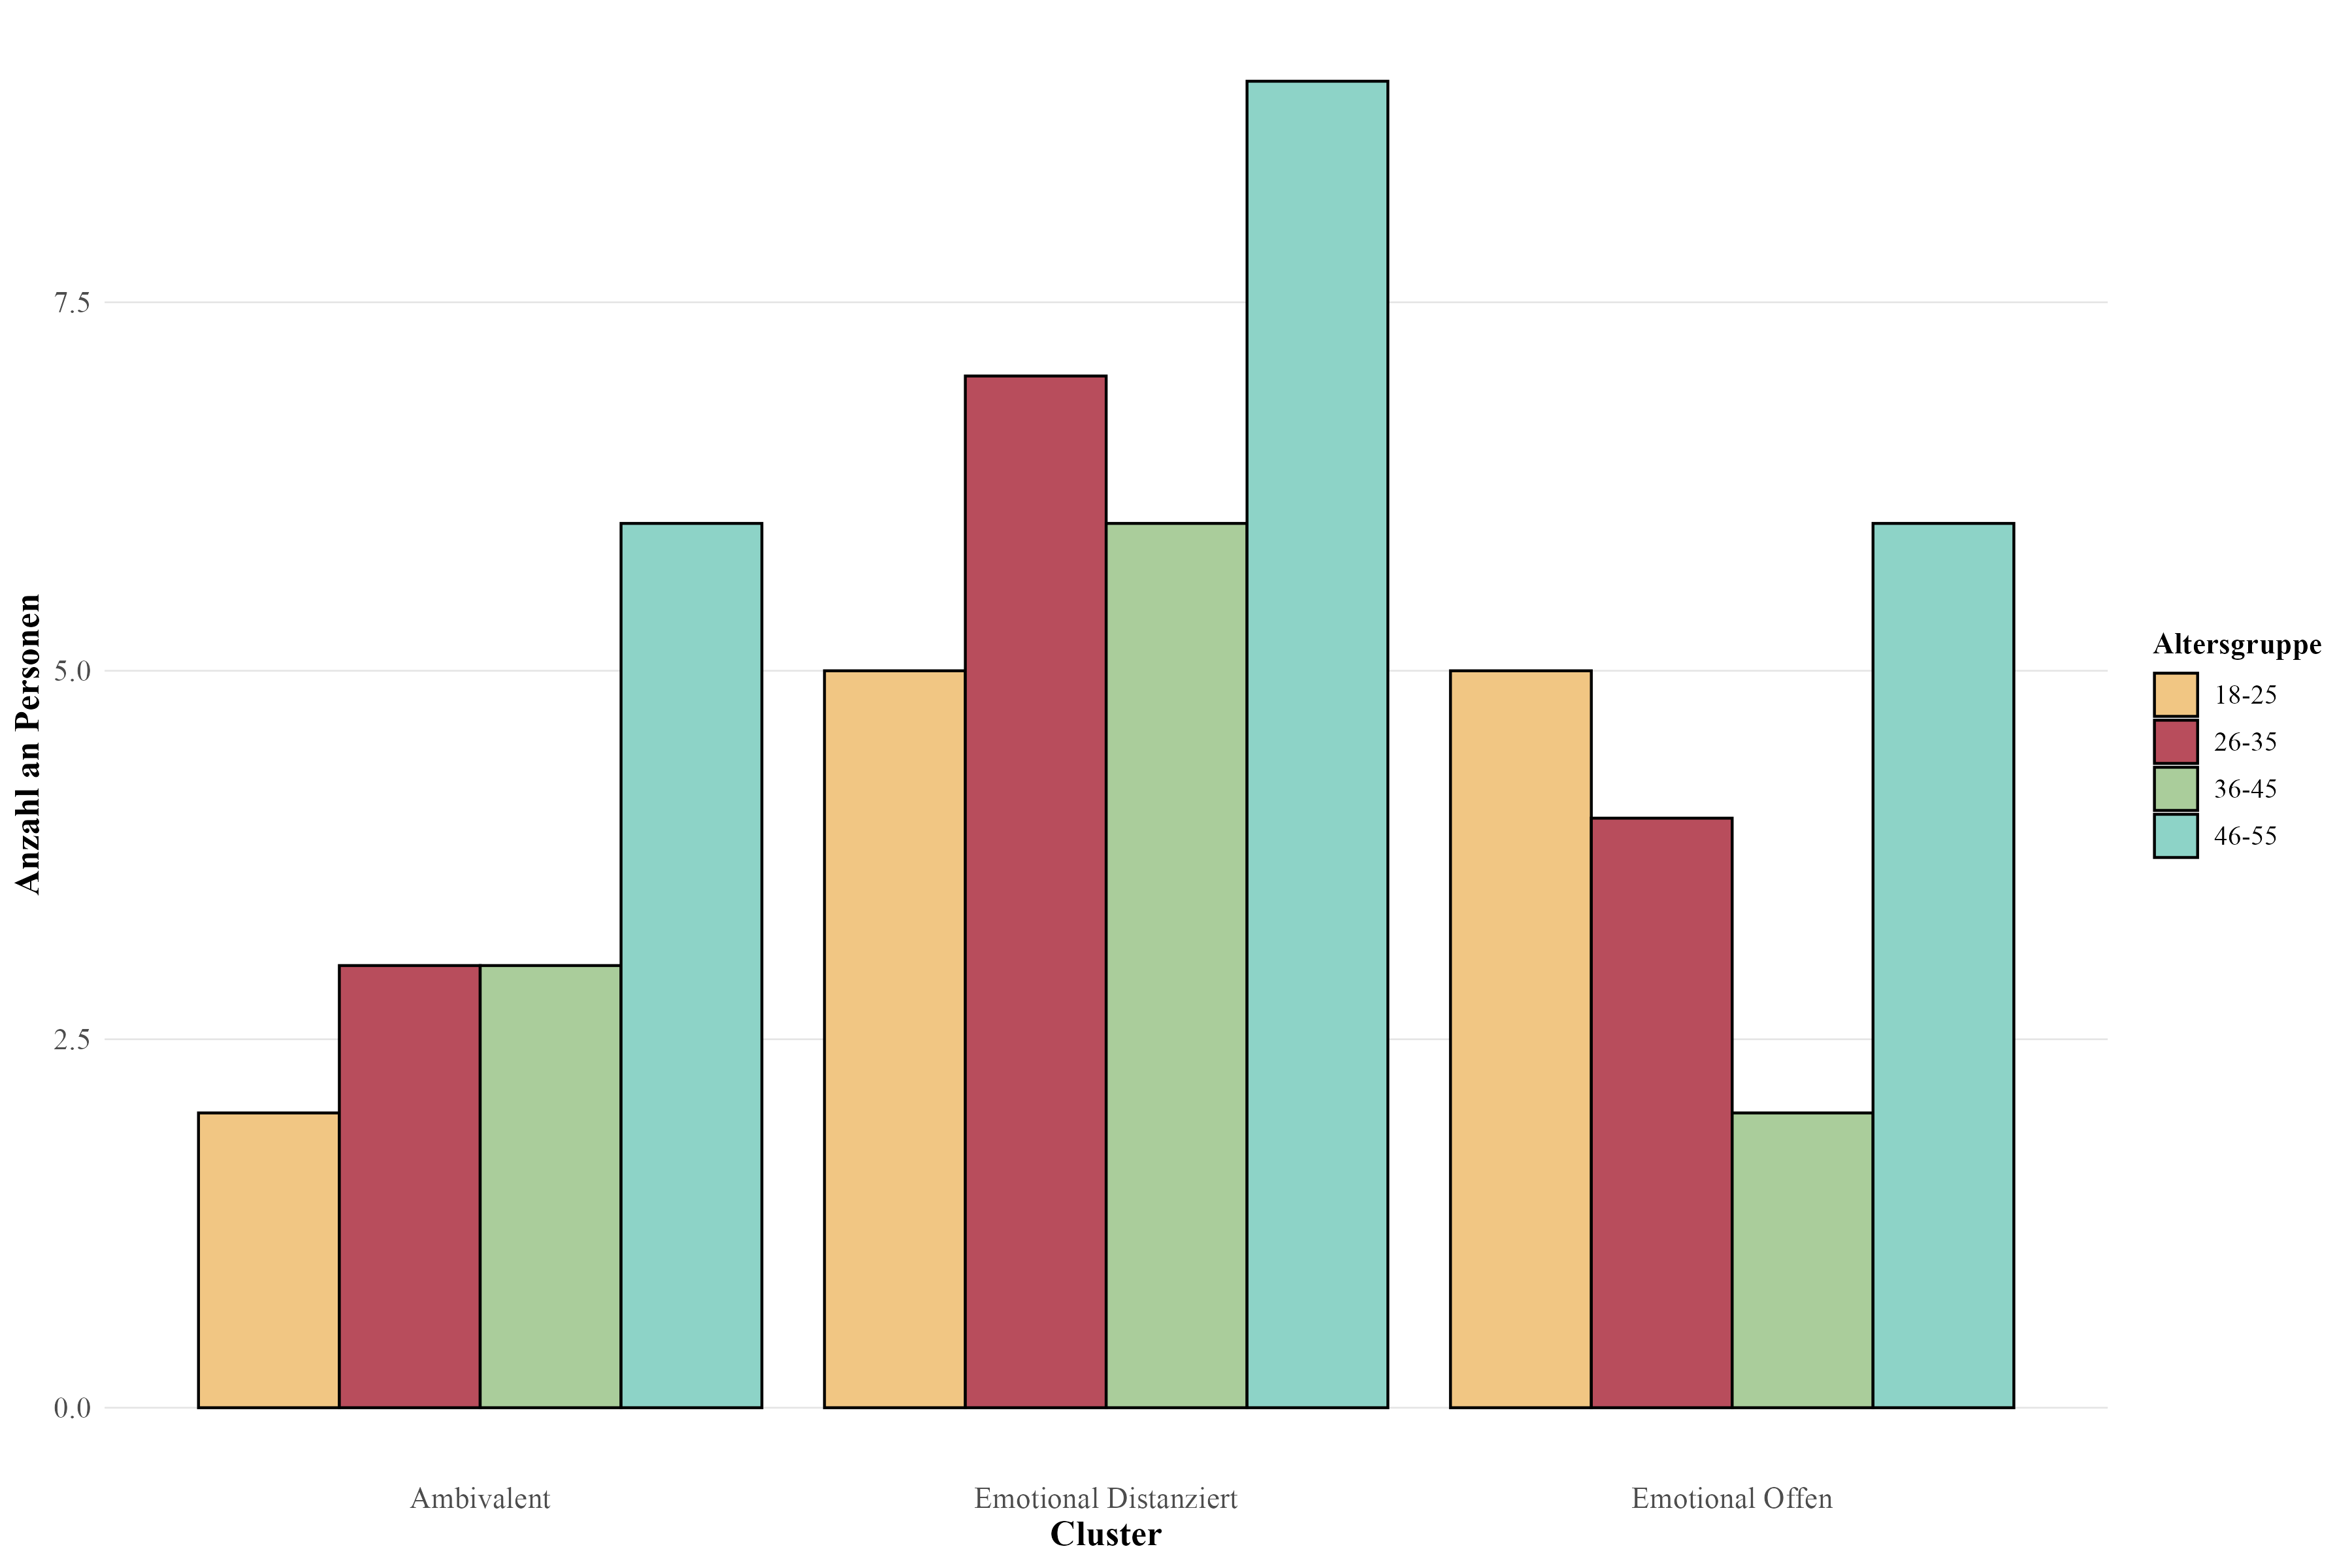 7.5
5.0
2.5
0.0
Anzahl an Personen
Ambivalent
Emotional Distanziert
Emotional Offen
Cluster
Altersgruppe
18-25
26-35
36-45
46-55